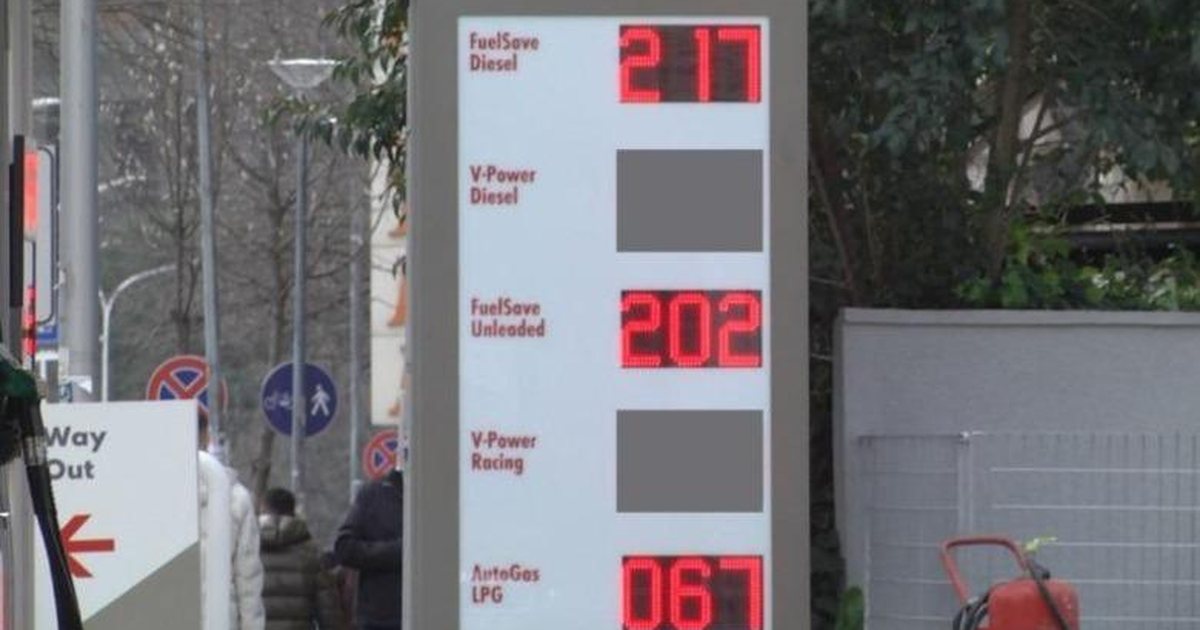 FuelSave
Diesel
217
V-Power
Diesel
FuelSave
Unleaded
202
V-Power
Racing
AutoGas
LPG
067
Way
Out